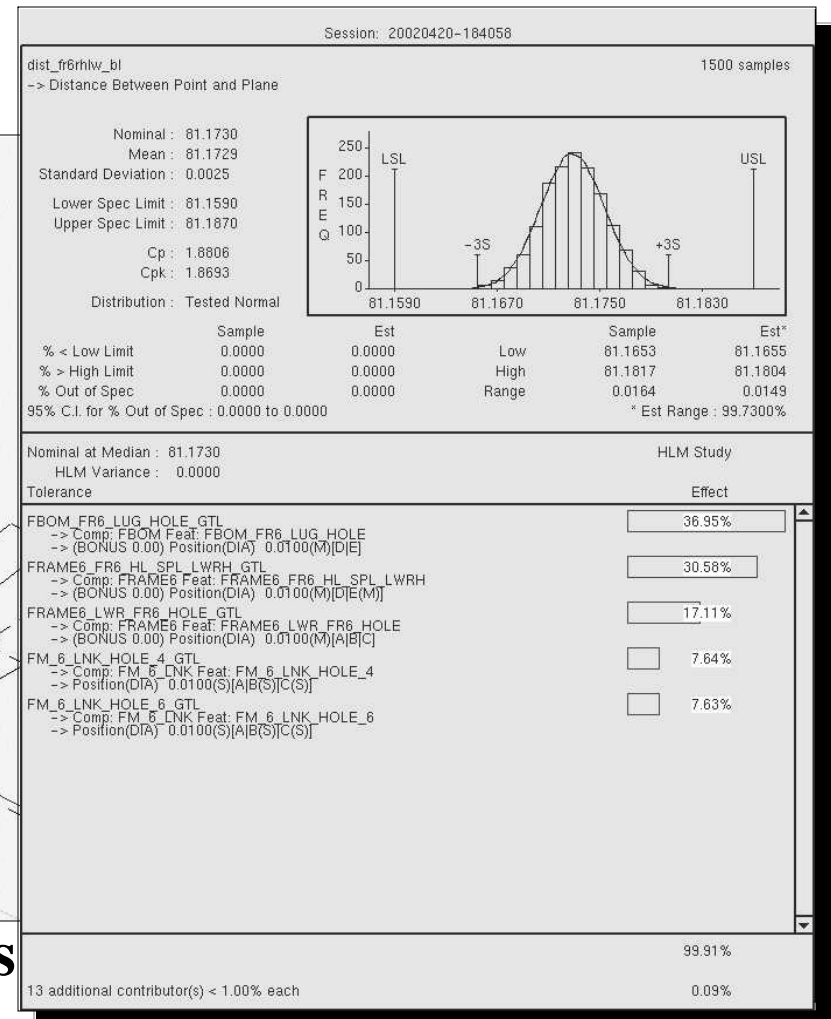 Session: 20020420-184058
dist_fr6rhlw_bl 1500 samples
-> Distance Between Point and Plane
Nominal : 81.1730
Mean : 81.1729
Standard Deviation : 0.0025
Lower Spec Limit : 81.1590
Upper Spec Limit : 81.1870
Cp : 1.8806
Cpk : 1.8693
Distribution : Tested Normal
FREQ
250
200
150
100
50
0
LSL
USL
-3S
+3S
81.1590 81.1670 81.1750 81.1830
Sample Est Sample Est*
% < Low Limit 0.0000 0.0000 Low 81.1653 81.1655
% > High Limit 0.0000 0.0000 High 81.1817 81.1804
% Out of Spec 0.0000 0.0000 Range 0.0164 0.0149
95% C.I. for % Out of Spec : 0.0000 to 0.0000 * Est Range : 99.7300%
Nominal at Median : 81.1730 HLM Study
HLM Variance : 0.0000
Tolerance Effect
FBOM_FR6_LUG_HOLE_GTL 36.95%
-> Comp: FBOM Feat: FBOM_FR6_LUG_HOLE
-> (BONUS 0.00) Position(DIA) 0.0100(M)[D|E]
FRAME6_FR6_HL_SPL_LWRH_GTL 30.58%
-> Comp: FRAME6 Feat: FRAME6_FR6_HL_SPL_LWRH
-> (BONUS 0.00) Position(DIA) 0.0100(M)[D|E(M)]
FRAME6_LWR_FR6_HOLE_GTL 17.11%
-> Comp: FRAME6 Feat: FRAME6_LWR_FR6_HOLE
-> (BONUS 0.00) Position(DIA) 0.0100(M)[A|B|C]
FM_6_LNK_HOLE_4_GTL 7.64%
-> Comp: FM_6_LNK Feat: FM_6_LNK_HOLE_4
-> Position(DIA) 0.0100(S)[A|B(S)|C(S)]
FM_6_LNK_HOLE_6_GTL 7.63%
-> Comp: FM_6_LNK Feat: FM_6_LNK_HOLE_6
-> Position(DIA) 0.0100(S)[A|B(S)|C(S)]
99.91%
s
13 additional contributor(s) < 1.00% each 0.09%